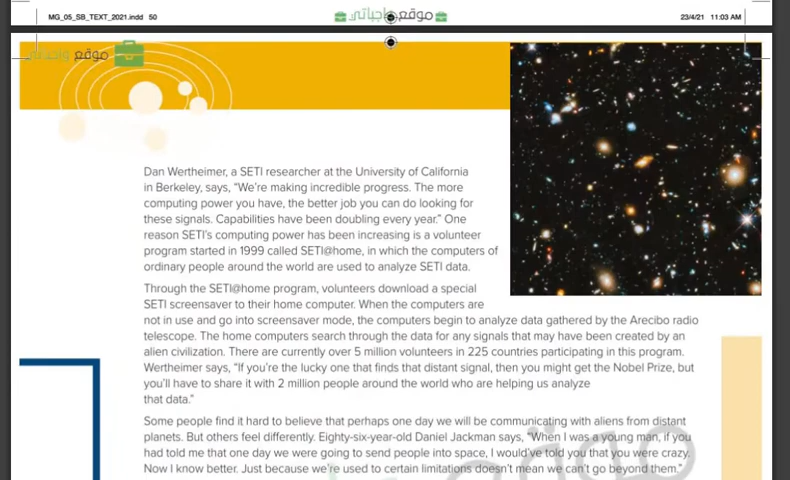 MG_05_SB_TEXT_2021.indd 50
موقع واجباتي
23/4/21 11:03 AM
موقع واجباتي
Dan Wertheimer, a SETI researcher at the University of California
in Berkeley, says, “We’re making incredible progress. The more
computing power you have, the better job you can do looking for
these signals. Capabilities have been doubling every year.” One
reason SETI’s computing power has been increasing is a volunteer
program started in 1999 called SETI@home, in which the computers of
ordinary people around the world are used to analyze SETI data.
Through the SETI@home program, volunteers download a special
SETI screensaver to their home computer. When the computers are
not in use and go into screensaver mode, the computers begin to analyze data gathered by the Arecibo radio
telescope. The home computers search through the data for any signals that may have been created by an
alien civilization. There are currently over 5 million volunteers in 225 countries participating in this program.
Wertheimer says, “If you’re the lucky one that finds that distant signal, then you might get the Nobel Prize, but
you’ll have to share it with 2 million people around the world who are helping us analyze
that data.”
Some people find it hard to believe that perhaps one day we will be communicating with aliens from distant
planets. But others feel differently. Eighty-six-year-old Daniel Jackman says, “When I was a young man, if you
had told me that one day we were going to send people into space, I would’ve told you that you were crazy.
Now I know better. Just because we’re used to certain limitations doesn’t mean we can’t go beyond them.”
موقع